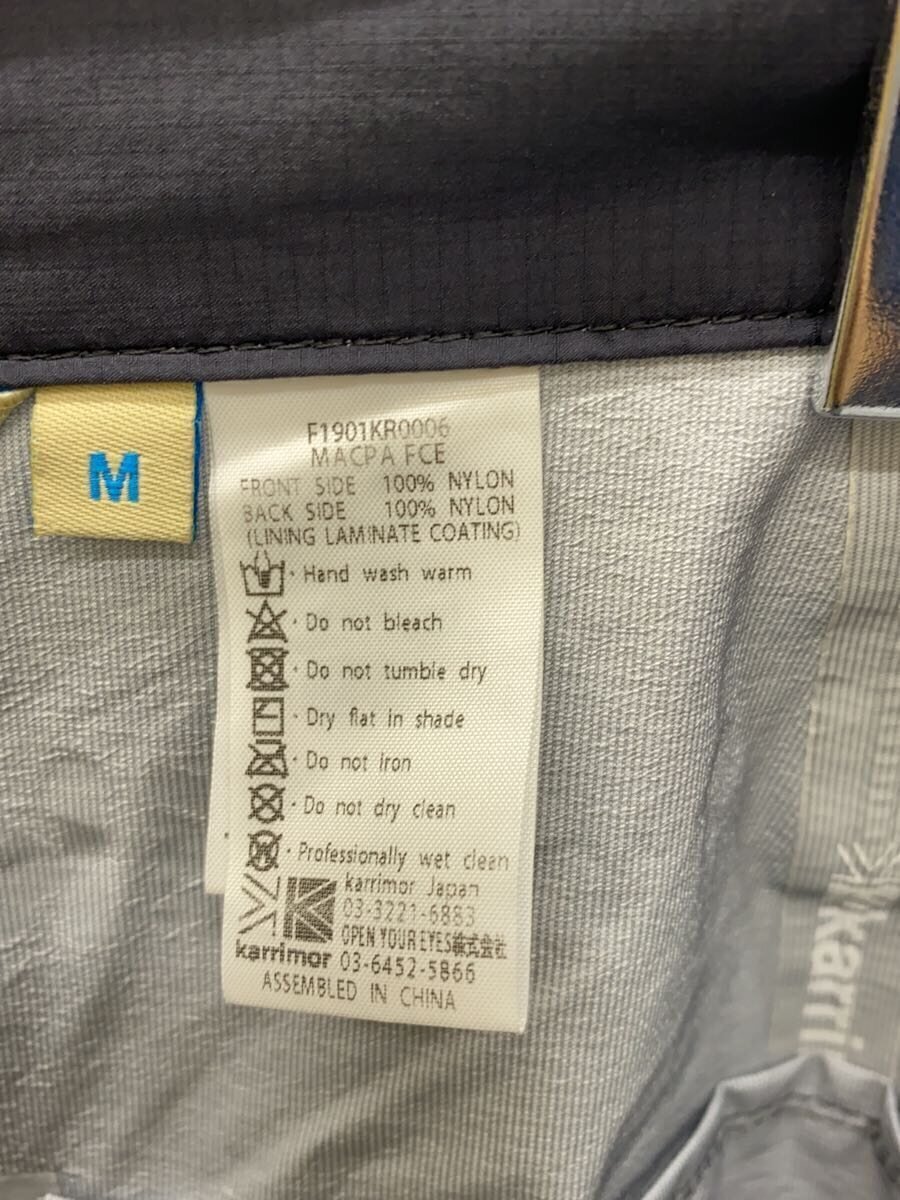 M
F1901KR0006
MACPA FCE
FRONT SIDE 100% NYLON
BACK SIDE 100% NYLON
(LINING LAMINATE COATING)
· Hand wash warm
· Do not bleach
· Do not tumble dry
· Dry flat in shade
· Do not iron
· Do not dry clean
W
· Professionally wet clean
karrimor Japan
03-3221-6883
OPEN YOUR EYES株式会社
karrimor 03-6452-5866
ASSEMBLED IN CHINA
karri